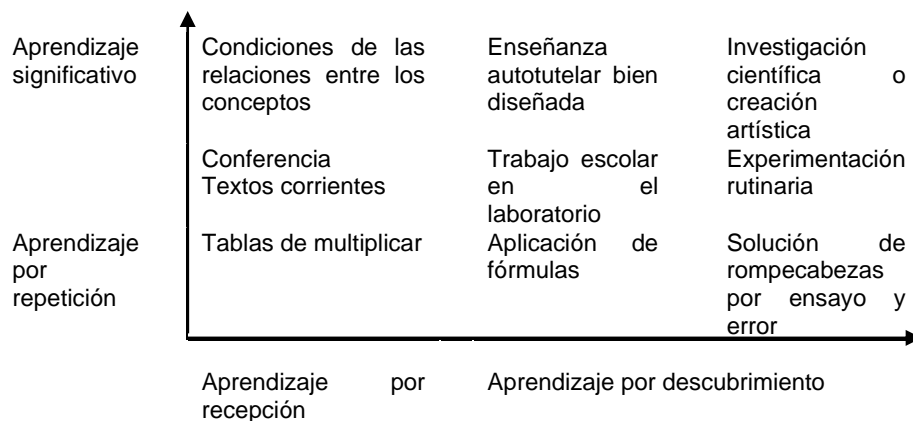 Aprendizaje
significativo
Condiciones de las
relaciones entre los
conceptos
Enseñanza
autotutelar bien
diseñada
Investigación
científica o
creación
artística
Conferencia
Textos corrientes
Trabajo escolar
en el
laboratorio
Experimentación
rutinaria
Aprendizaje
por
repetición
Tablas de multiplicar
Aplicación de
fórmulas
Solución de
rompecabezas
por ensayo y
error
Aprendizaje por
recepción
Aprendizaje por descubrimiento